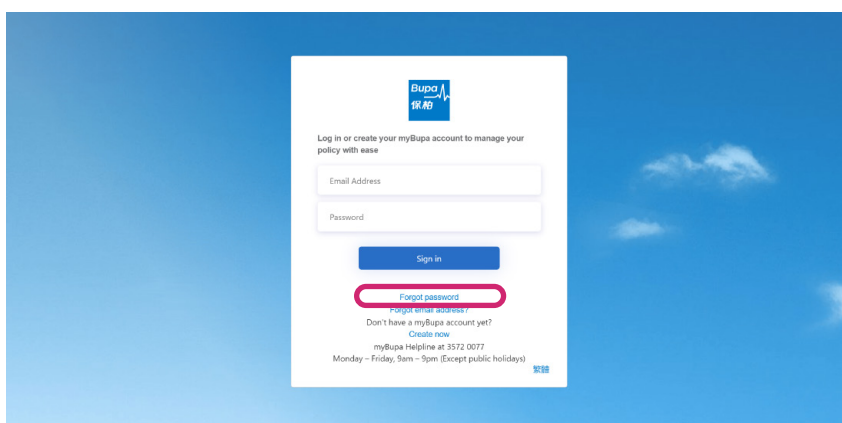 Bupa
保柏
Log in or create your myBupa account to manage your
policy with ease
Email Address
Password
Sign in
Forgot password
Forgot email address?
Don't have a myBupa account yet?
Create now
myBupa Helpline at 3572 0077
Monday – Friday, 9am – 9pm (Except public holidays)
繁體